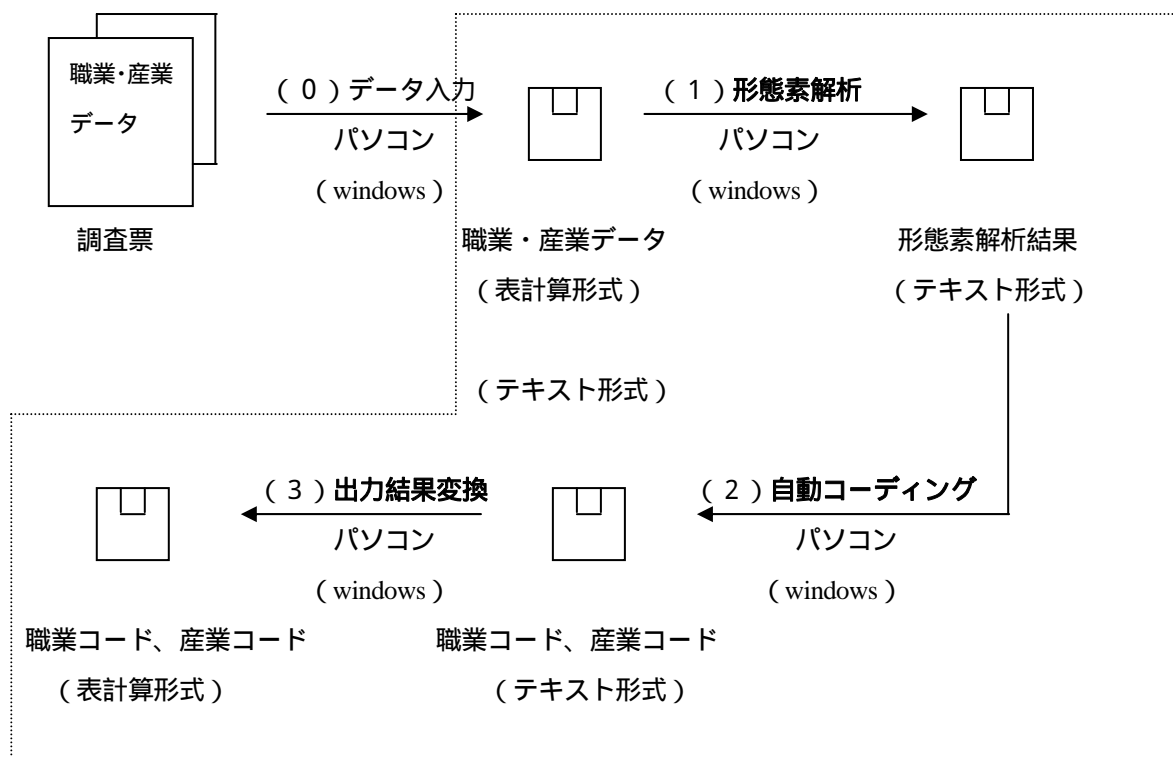 職業・産業
データ
調査票
(0)データ入力
パソコン
(windows)
職業・産業データ
(表計算形式)
(テキスト形式)
(1)形態素解析
パソコン
(windows)
形態素解析結果
(テキスト形式)
(2)自動コーディング
パソコン
(windows)
職業コード、産業コード
(テキスト形式)
(3)出力結果変換
パソコン
(windows)
職業コード、産業コード
(表計算形式)